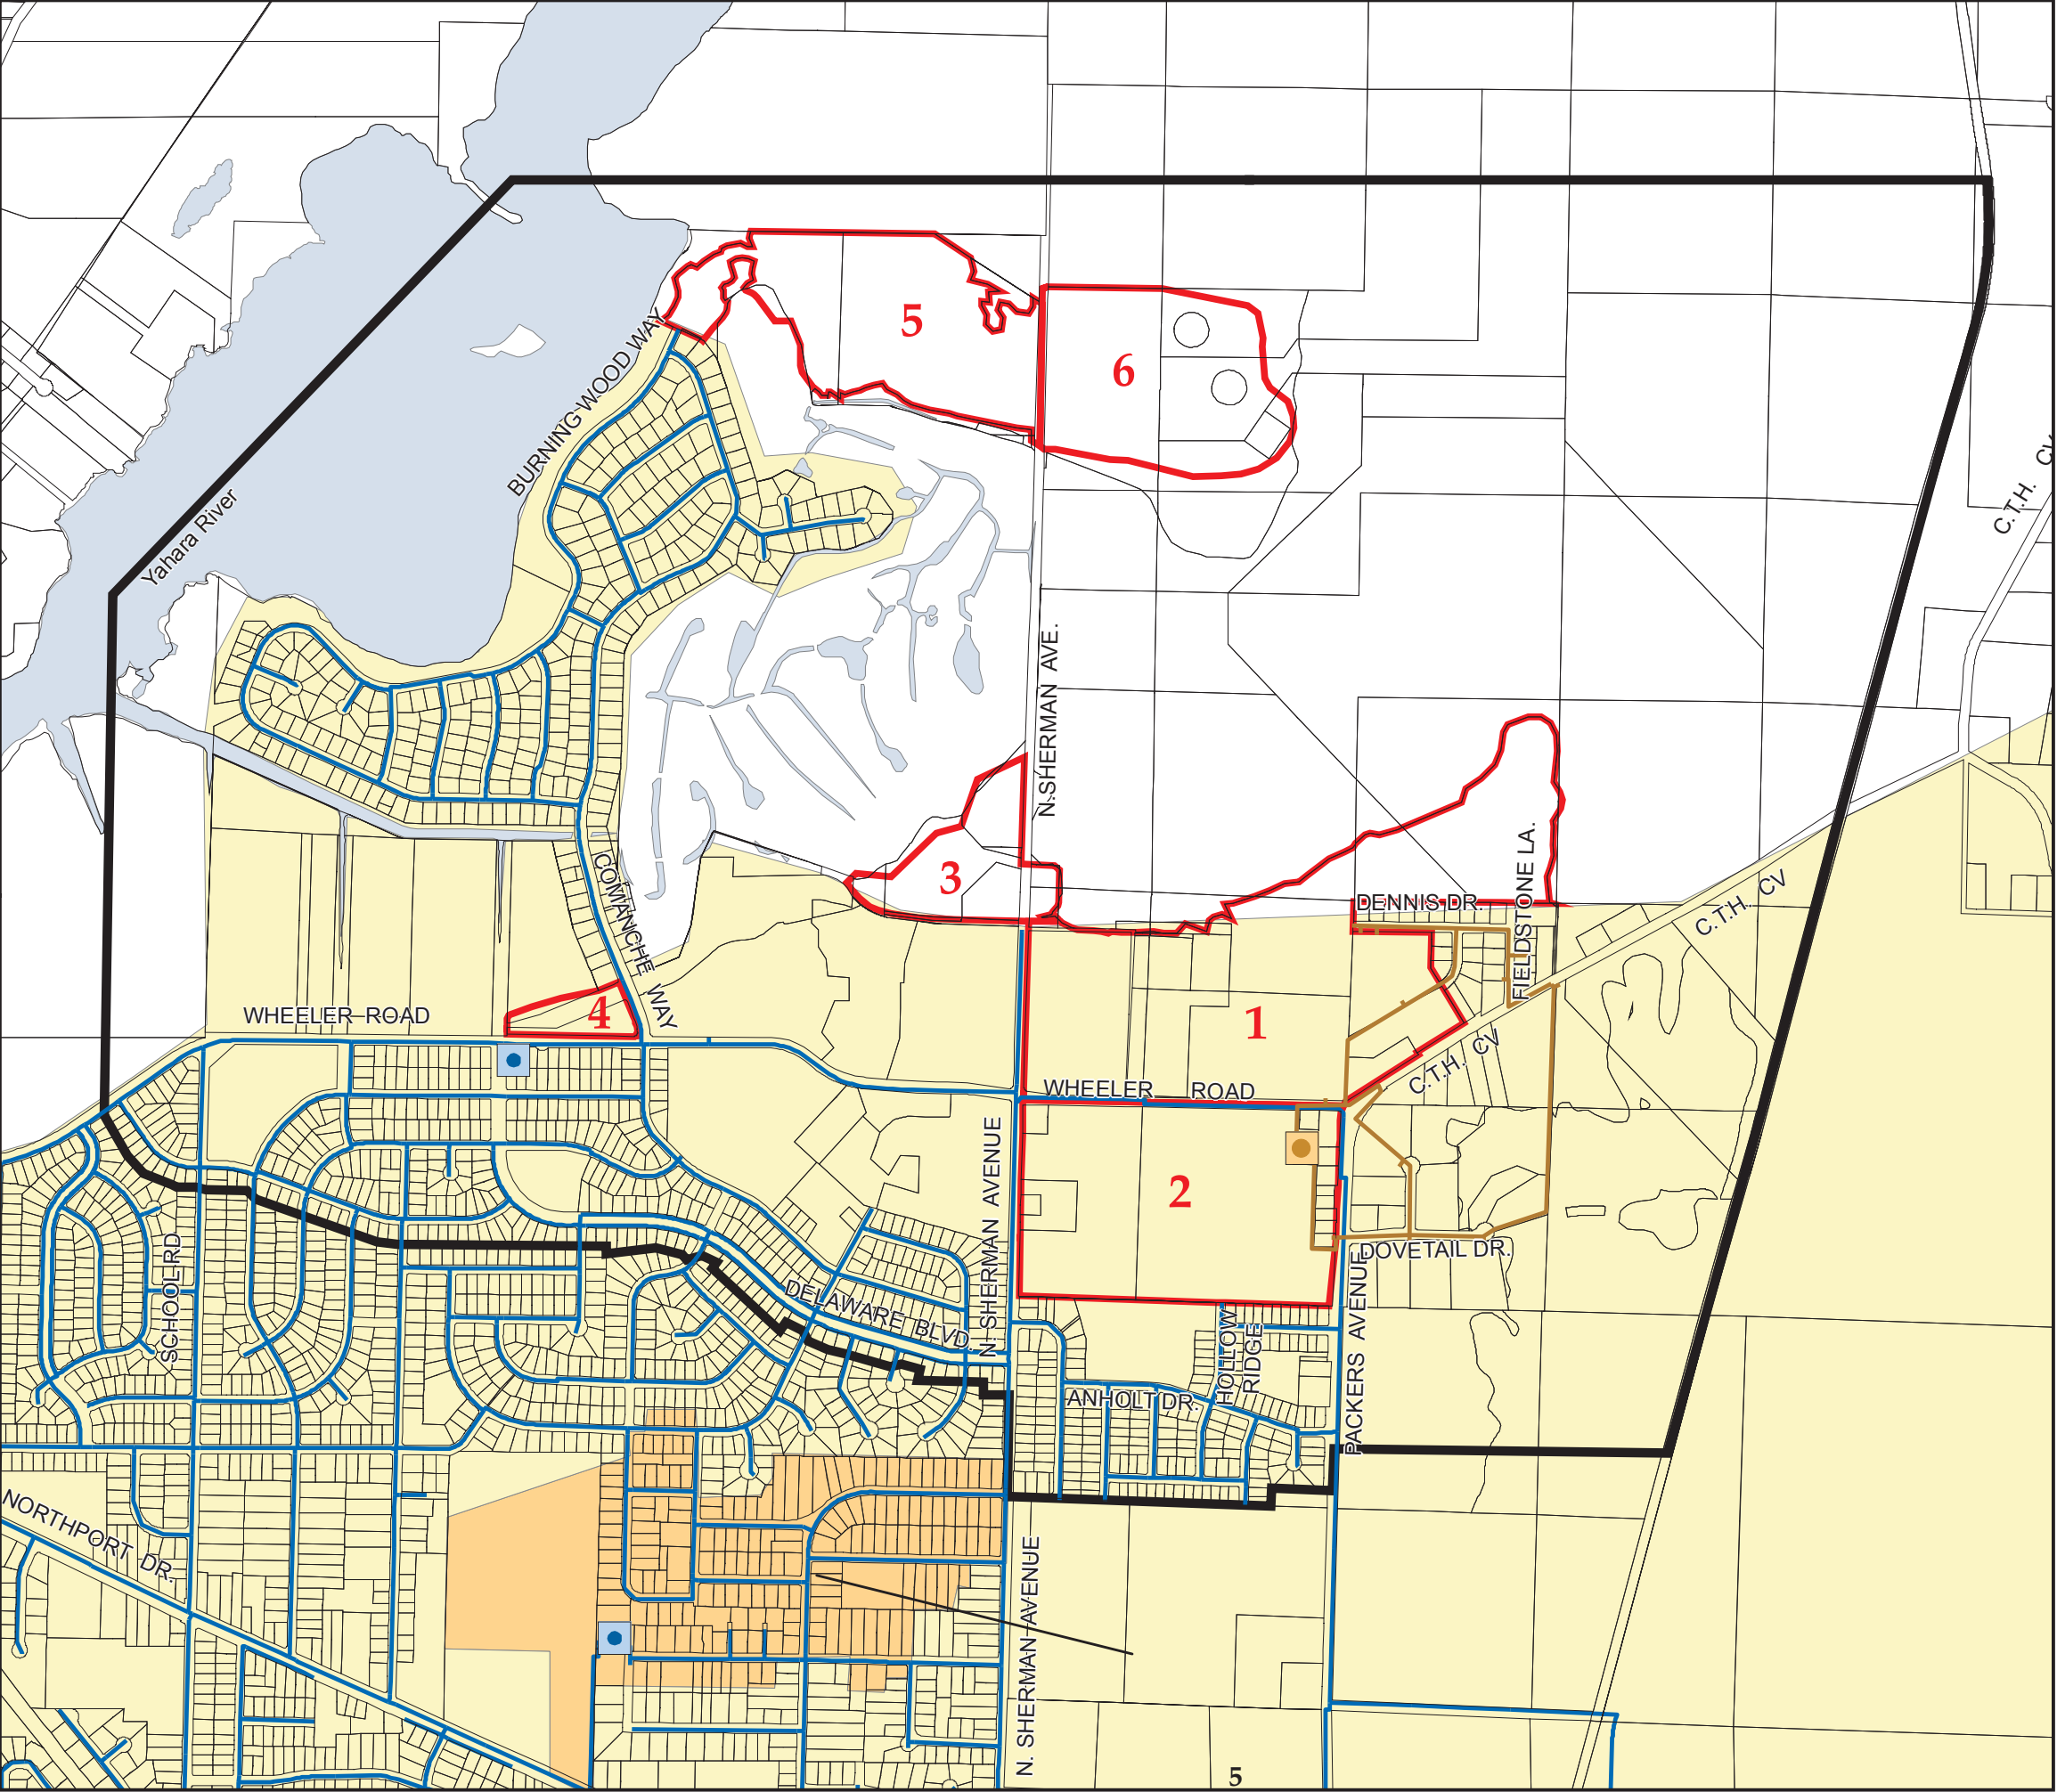 5
6
BURNING WOOD WAY
C.T.H. CV
Yahara River
N.SHERMAN AVE.
3
FIELDSTONE LA.
DENNIS DR.
C.T.H. CV
COMANCHE WAY
4
WHEELER ROAD
1
C.T.H. CV
WHEELER ROAD
N. SHERMAN AVENUE
2
SCHOOL RD.
DOVETAIL DR.
DELAWARE BLVD.
HOLLOW
RIDGE
PACKERS AVENUE
ANHOLT DR.
NORTHPORT DR.
N. SHERMAN AVENUE
5